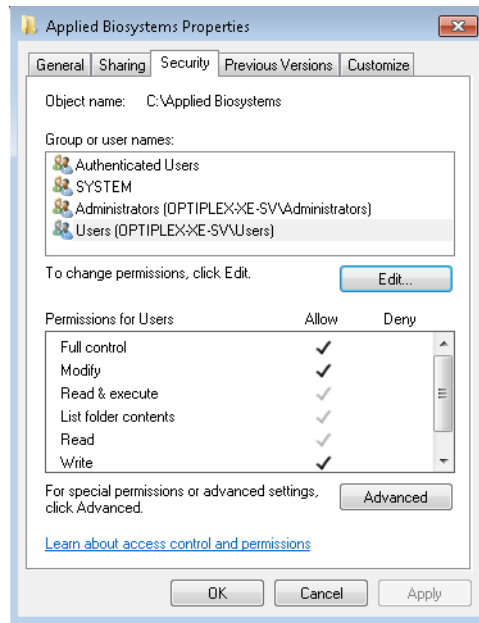 Applied Biosystems Properties
General Sharing Security Previous Versions Customize
Object name: C:\Applied Biosystems
Group or user names:
Authenticated Users
SYSTEM
Administrators (OPTIPLEX-XE-SV\Administrators)
Users (OPTIPLEX-XE-SV\Users)
To change permissions, click Edit.
Edit...
Permissions for Users Allow Deny
Full control
Modify
Read & execute
List folder contents
Read
Write
For special permissions or advanced settings,
click Advanced.
Advanced
Learn about access control and permissions
OK Cancel Apply